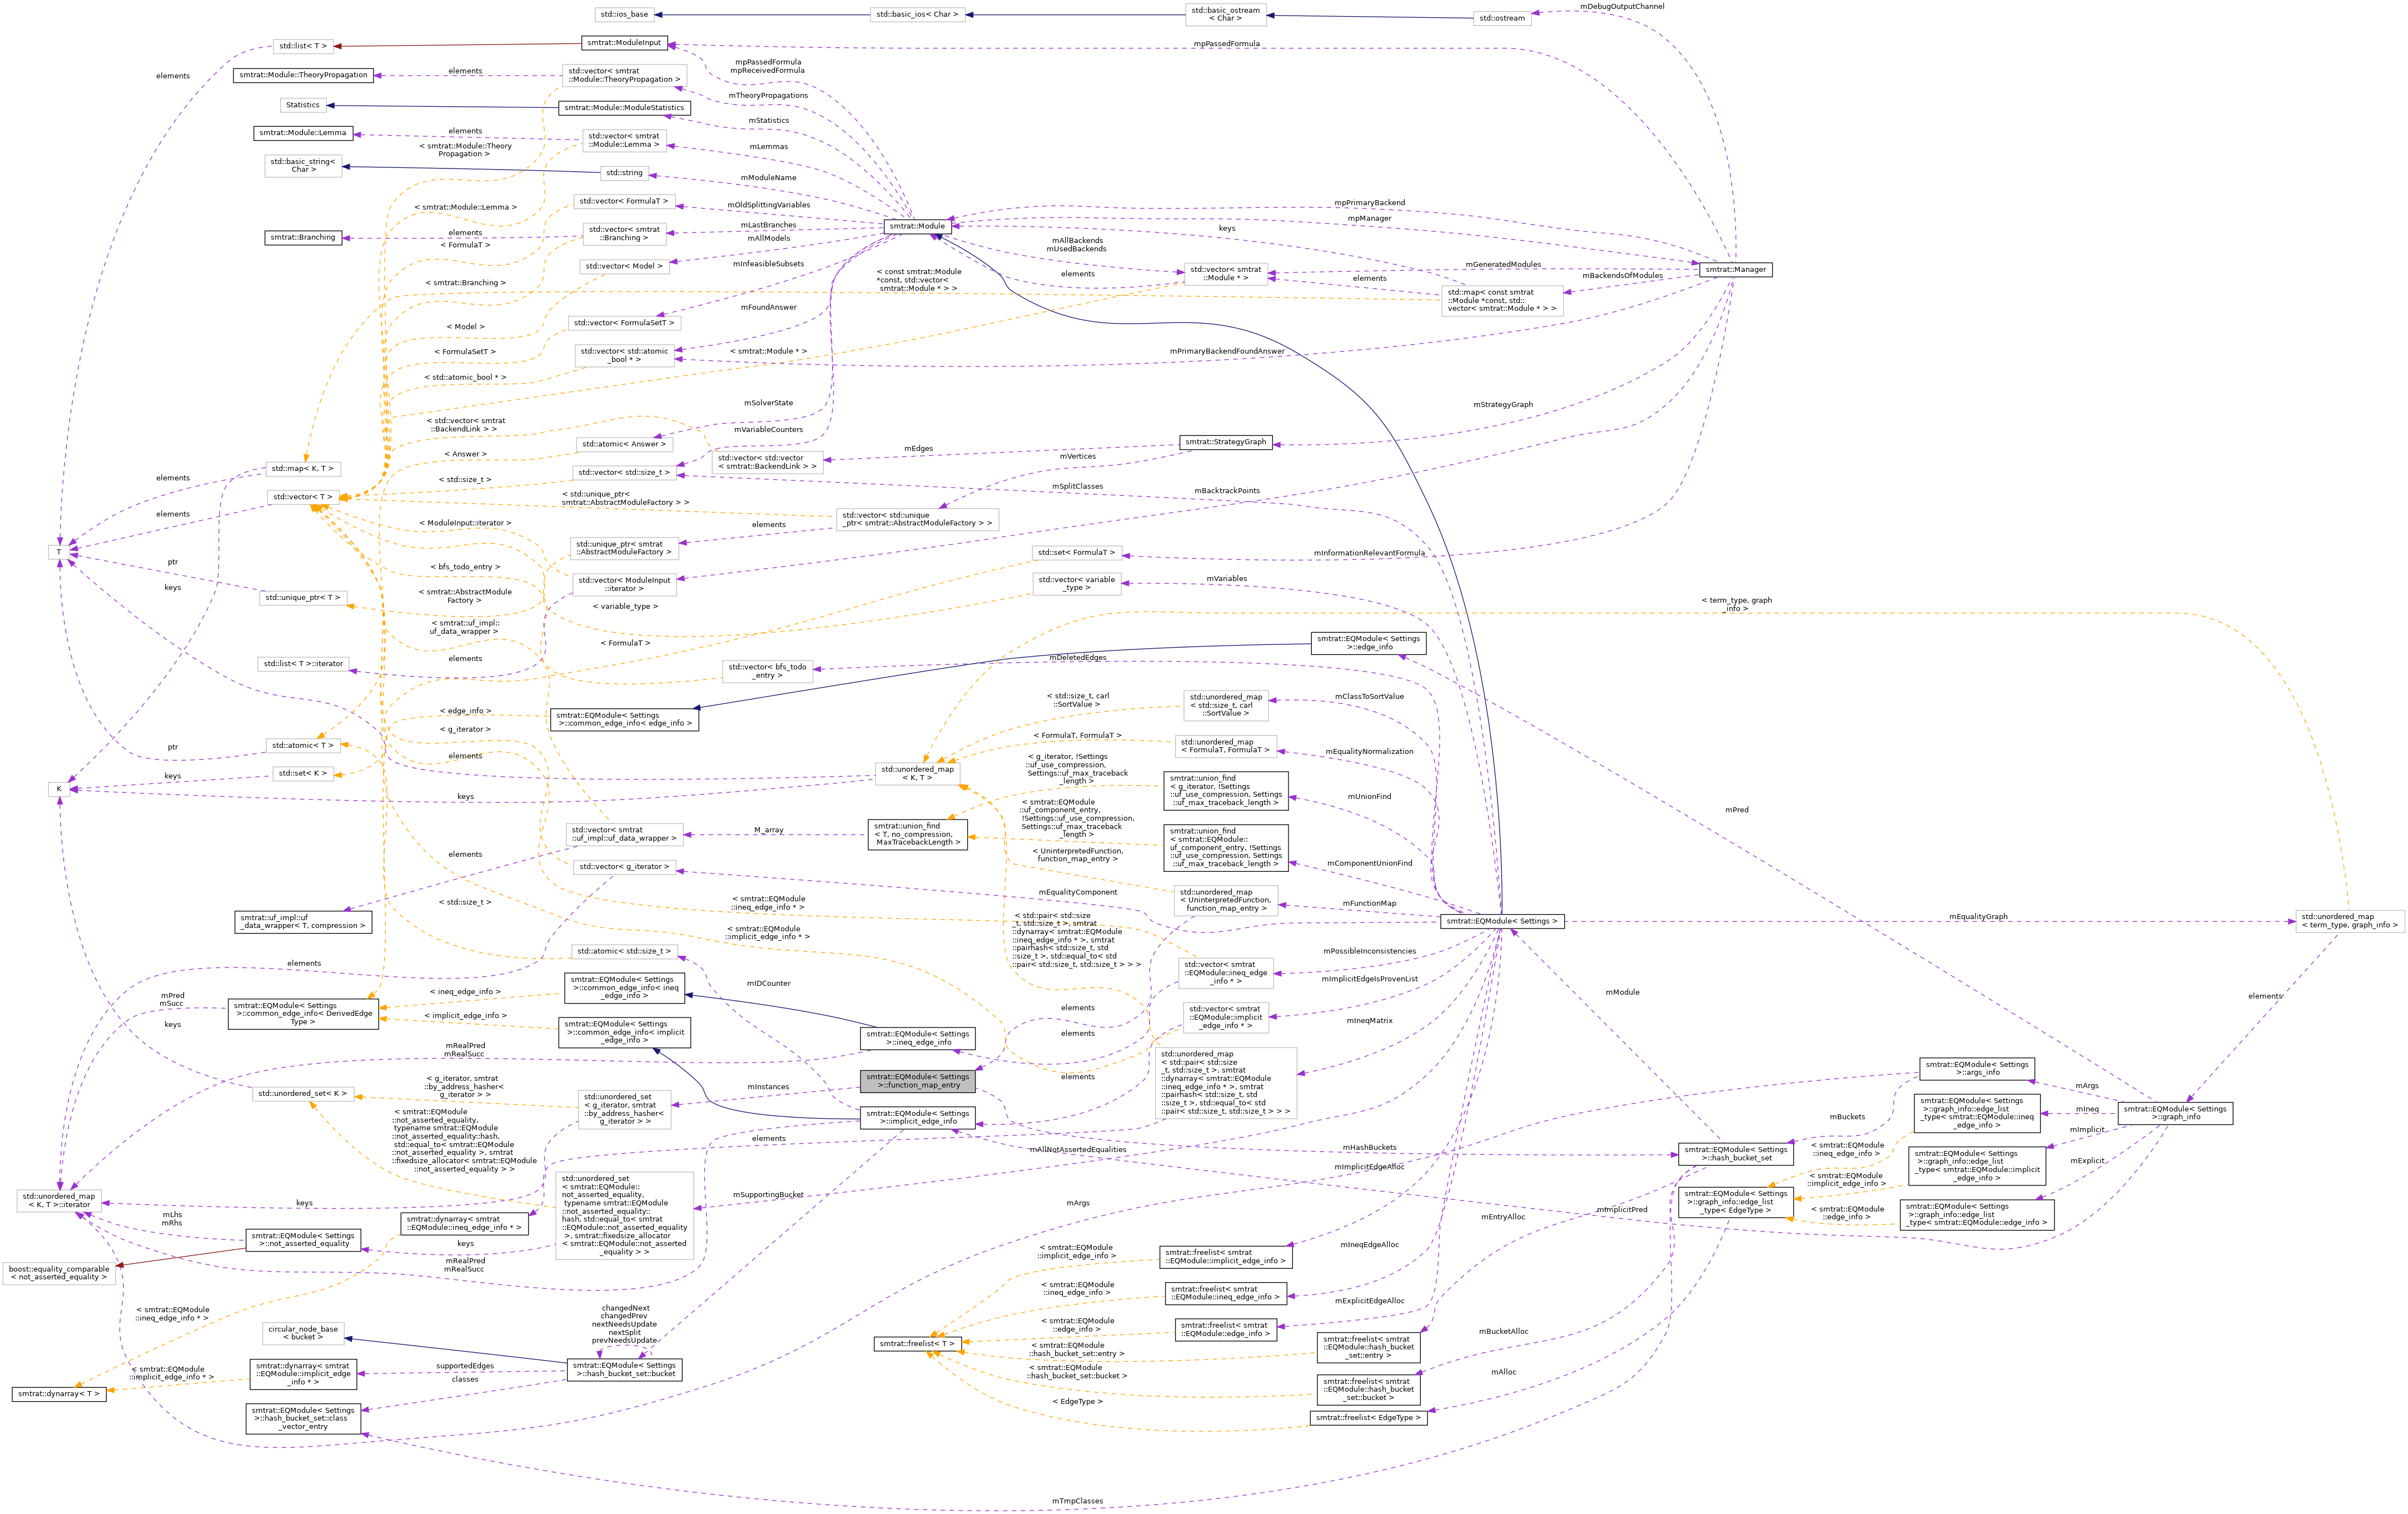 std::ios_base
std::basic_ios< Char >
std::basic_ostream
< Char >
std::ostream
mDebugOutputChannel
std::list< T >
smtrat::ModuleInput
mpPassedFormula
elements
smtrat::Module::TheoryPropagation
elements
std::vector< smtrat
::Module::TheoryPropagation >
mpPassedFormula
mpReceivedFormula
mTheoryPropagations
Statistics
smtrat::Module::ModuleStatistics
mStatistics
smtrat::Module::Lemma
elements
std::vector< smtrat
::Module::Lemma >
mLemmas
< smtrat::Module::Theory
Propagation >
std::basic_string<
Char >
std::string
mModuleName
< smtrat::Module::Lemma >
std::vector< FormulaT >
mOldSplittingVariables
smtrat::Module
mpPrimaryBackend
mpManager
keys
smtrat::Branching
elements
std::vector< smtrat
::Branching >
mLastBranches
mAllModels
< FormulaT >
mAllBackends
mUsedBackends
std::vector< Model >
mInfeasibleSubsets
elements
std::vector< smtrat
::Module * >
mGeneratedModules
elements
mBackendsOfModules
smtrat::Manager
< const smtrat::Module
*const, std::vector<
smtrat::Module * > >
< smtrat::Branching >
std::map< const smtrat
::Module *const, std::
vector< smtrat::Module * > >
mFoundAnswer
< Model >
std::vector< FormulaSetT >
< FormulaSetT >
std::vector< std::atomic
_bool * >
< smtrat::Module * >
mPrimaryBackendFoundAnswer
< std::atomic_bool * >
mSolverState
mStrategyGraph
< std::vector< smtrat
::BackendLink > >
mVariableCounters
std::atomic< Answer >
mEdges
smtrat::StrategyGraph
< Answer >
std::vector< std::vector
< smtrat::BackendLink > >
mVertices
std::map< K, T >
std::vector< std::size_t >
elements
< std::size_t >
mSplitClasses
mBacktrackPoints
std::vector< T >
< std::unique_ptr<
smtrat::AbstractModuleFactory > >
elements
< ModuleInput::iterator >
elements
std::vector< std::unique
_ptr< smtrat::AbstractModuleFactory > >
T
std::unique_ptr< smtrat
::AbstractModuleFactory >
std::set< FormulaT >
mInformationRelevantFormula
ptr
< bfs_todo_entry >
keys
std::vector< ModuleInput
::iterator >
std::vector< variable
_type >
mVariables
std::unique_ptr< T >
< smtrat::AbstractModule
Factory >
< variable_type >
< term_type, graph
_info >
< smtrat::uf_impl::
uf_data_wrapper >
< FormulaT >
smtrat::EQModule< Settings
>::edge_info
std::list< T >::iterator
elements
std::vector< bfs_todo
_entry >
mDeletedEdges
< edge_info >
smtrat::EQModule< Settings
>::common_edge_info< edge_info >
< std::size_t, carl
::SortValue >
std::unordered_map
< std::size_t, carl
::SortValue >
mClassToSortValue
< g_iterator >
< FormulaT, FormulaT >
std::unordered_map
< FormulaT, FormulaT >
mEqualityNormalization
ptr
std::atomic< T >
elements
< g_iterator, !Settings
::uf_use_compression,
Settings::uf_max_traceback
_length >
keys
std::set< K >
std::unordered_map
< K, T >
K
keys
smtrat::union_find
< g_iterator, !Settings
::uf_use_compression, Settings
::uf_max_traceback_length >
mUnionFind
mPred
< smtrat::EQModule
::uf_component_entry,
!Settings::uf_use_compression,
Settings::uf_max_traceback
_length >
std::vector< smtrat
::uf_impl::uf_data_wrapper >
M_array
smtrat::union_find
< T, no_compression,
MaxTracebackLength >
smtrat::union_find
< smtrat::EQModule::
uf_component_entry, !Settings
::uf_use_compression, Settings
::uf_max_traceback_length >
mComponentUnionFind
elements
std::vector< g_iterator >
< UninterpretedFunction,
function_map_entry >
mEqualityComponent
std::unordered_map
< UninterpretedFunction,
function_map_entry >
mFunctionMap
< std::size_t >
< smtrat::EQModule
::ineq_edge_info * >
smtrat::uf_impl::uf
_data_wrapper< T, compression >
smtrat::EQModule< Settings >
mEqualityGraph
std::unordered_map
< term_type, graph_info >
< smtrat::EQModule
::implicit_edge_info * >
< std::pair< std::size
_t, std::size_t >, smtrat
::dynarray< smtrat::EQModule
::ineq_edge_info * >, smtrat
::pairhash< std::size_t, std
::size_t >, std::equal_to< std
::pair< std::size_t, std::size_t > > >
std::atomic< std::size_t >
mPossibleInconsistencies
elements
std::vector< smtrat
::EQModule::ineq_edge
_info * >
mImplicitEdgeIsProvenList
mIDCounter
mPred
mSucc
< ineq_edge_info >
smtrat::EQModule< Settings
>::common_edge_info< ineq
_edge_info >
mModule
elements
smtrat::EQModule< Settings
>::common_edge_info< DerivedEdge
Type >
< implicit_edge_info >
elements
std::vector< smtrat
::EQModule::implicit
_edge_info * >
mIneqMatrix
keys
smtrat::EQModule< Settings
>::common_edge_info< implicit
_edge_info >
smtrat::EQModule< Settings
>::ineq_edge_info
elements
mRealPred
mRealSucc
std::unordered_map
< std::pair< std::size
_t, std::size_t >, smtrat
::dynarray< smtrat::EQModule
::ineq_edge_info * >, smtrat
::pairhash< std::size_t, std
::size_t >, std::equal_to< std
::pair< std::size_t, std::size_t > > >
smtrat::EQModule< Settings
>::args_info
< g_iterator, smtrat
::by_address_hasher<
g_iterator > >
mInstances
smtrat::EQModule< Settings
>::function_map_entry
elements
mArgs
std::unordered_set< K >
std::unordered_set
< g_iterator, smtrat
::by_address_hasher<
g_iterator > >
smtrat::EQModule< Settings
>::graph_info::edge_list
_type< smtrat::EQModule::ineq
_edge_info >
mIneq
smtrat::EQModule< Settings
>::graph_info
mBuckets
< smtrat::EQModule
::not_asserted_equality,
typename smtrat::EQModule
::not_asserted_equality::hash,
std::equal_to< smtrat::EQModule
::not_asserted_equality >, smtrat
::fixedsize_allocator< smtrat::EQModule
::not_asserted_equality > >
smtrat::EQModule< Settings
>::implicit_edge_info
mImplicit
elements
mHashBuckets
mAllNotAssertedEqualities
smtrat::EQModule< Settings
>::hash_bucket_set
< smtrat::EQModule
::ineq_edge_info >
smtrat::EQModule< Settings
>::graph_info::edge_list
_type< smtrat::EQModule::implicit
_edge_info >
mExplicit
mImplicitEdgeAlloc
std::unordered_set
< smtrat::EQModule::
not_asserted_equality,
typename smtrat::EQModule
::not_asserted_equality::
hash, std::equal_to< smtrat
::EQModule::not_asserted_equality
>, smtrat::fixedsize_allocator
< smtrat::EQModule::not_asserted
_equality > >
< smtrat::EQModule
::implicit_edge_info >
std::unordered_map
< K, T >::iterator
keys
mSupportingBucket
mArgs
smtrat::EQModule< Settings
>::graph_info::edge_list
_type< EdgeType >
mImplicitPred
mEntryAlloc
< smtrat::EQModule
::edge_info >
smtrat::EQModule< Settings
>::graph_info::edge_list
_type< smtrat::EQModule::edge_info >
mLhs
mRhs
smtrat::dynarray< smtrat
::EQModule::ineq_edge_info * >
smtrat::EQModule< Settings
>::not_asserted_equality
keys
mIneqEdgeAlloc
< smtrat::EQModule
::implicit_edge_info >
smtrat::freelist< smtrat
::EQModule::implicit_edge_info >
mRealPred
mRealSucc
boost::equality_comparable
< not_asserted_equality >
< smtrat::EQModule
::ineq_edge_info >
smtrat::freelist< smtrat
::EQModule::ineq_edge_info >
mExplicitEdgeAlloc
< smtrat::EQModule
::ineq_edge_info * >
changedNext
changedPrev
nextNeedsUpdate
nextSplit
prevNeedsUpdate
< smtrat::EQModule
::edge_info >
smtrat::freelist< smtrat
::EQModule::edge_info >
circular_node_base
< bucket >
smtrat::freelist< T >
< smtrat::EQModule
::hash_bucket_set::entry >
smtrat::freelist< smtrat
::EQModule::hash_bucket
_set::entry >
mBucketAlloc
< smtrat::EQModule
::implicit_edge_info * >
smtrat::dynarray< smtrat
::EQModule::implicit_edge
_info * >
supportedEdges
classes
smtrat::EQModule< Settings
>::hash_bucket_set::bucket
< smtrat::EQModule
::hash_bucket_set::bucket >
mAlloc
smtrat::freelist< smtrat
::EQModule::hash_bucket
_set::bucket >
smtrat::dynarray< T >
smtrat::EQModule< Settings
>::hash_bucket_set::class
_vector_entry
< EdgeType >
smtrat::freelist< EdgeType >
mTmpClasses